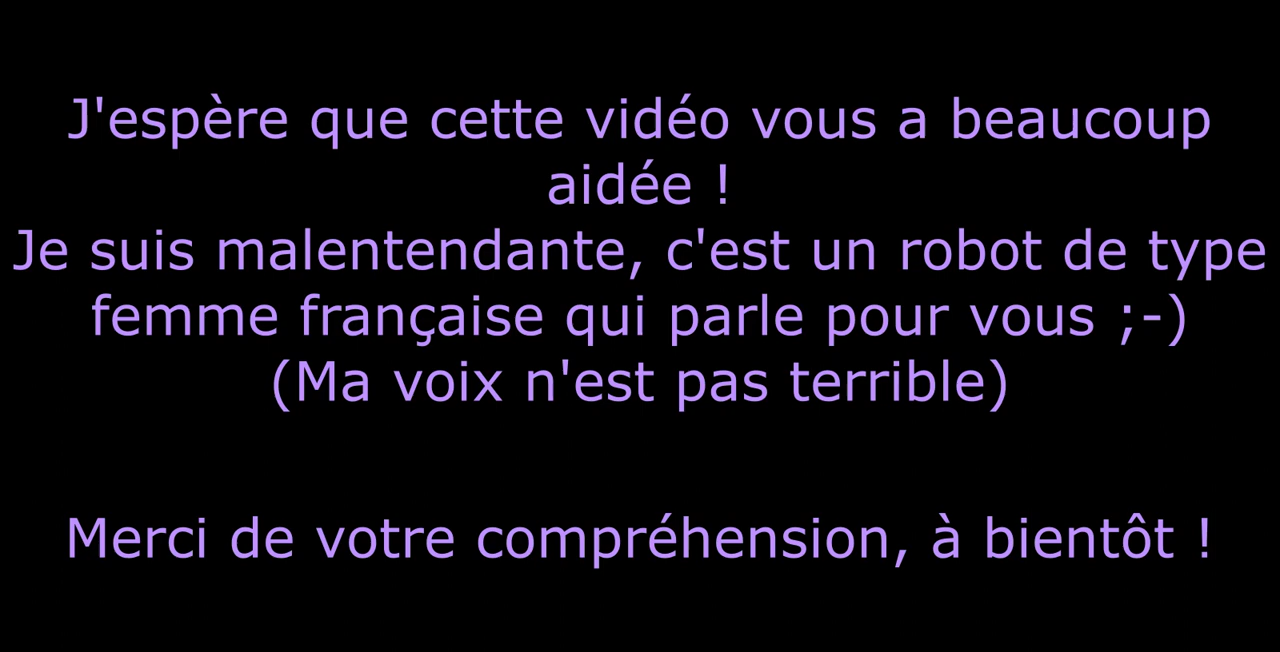 J'espère que cette vidéo vous a beaucoup
aidée !
Je suis malentendante, c'est un robot de type
femme française qui parle pour vous ;-)
(Ma voix n'est pas terrible)
Merci de votre compréhension, à bientôt !